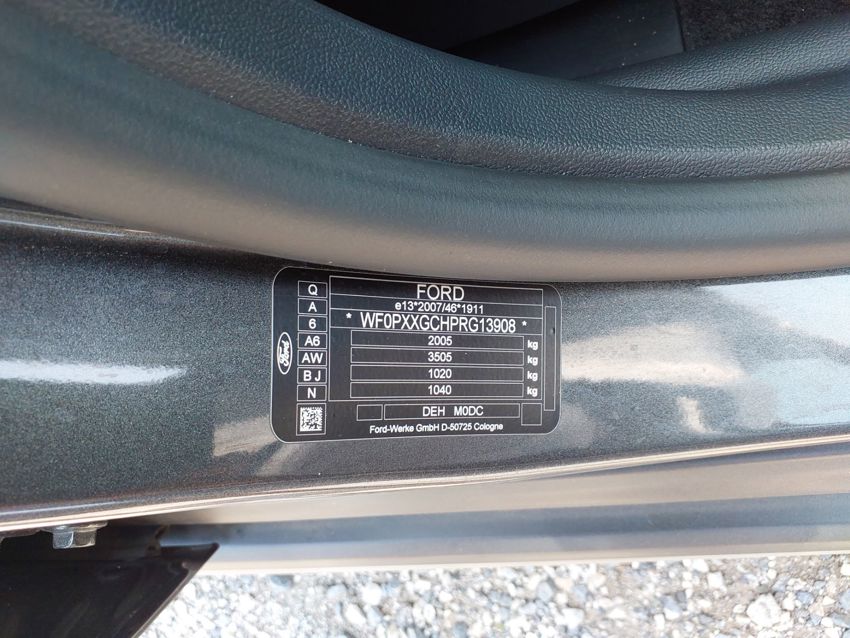 FORD
e13*2007/46*1911
* WF0PXXGCHPRG13908 *
Q
A
6
A6
AW
B J
N
2005 kg
3505 kg
1020 kg
1040 kg
Ford
DEH M0DC
Ford-Werke GmbH D-50725 Cologne